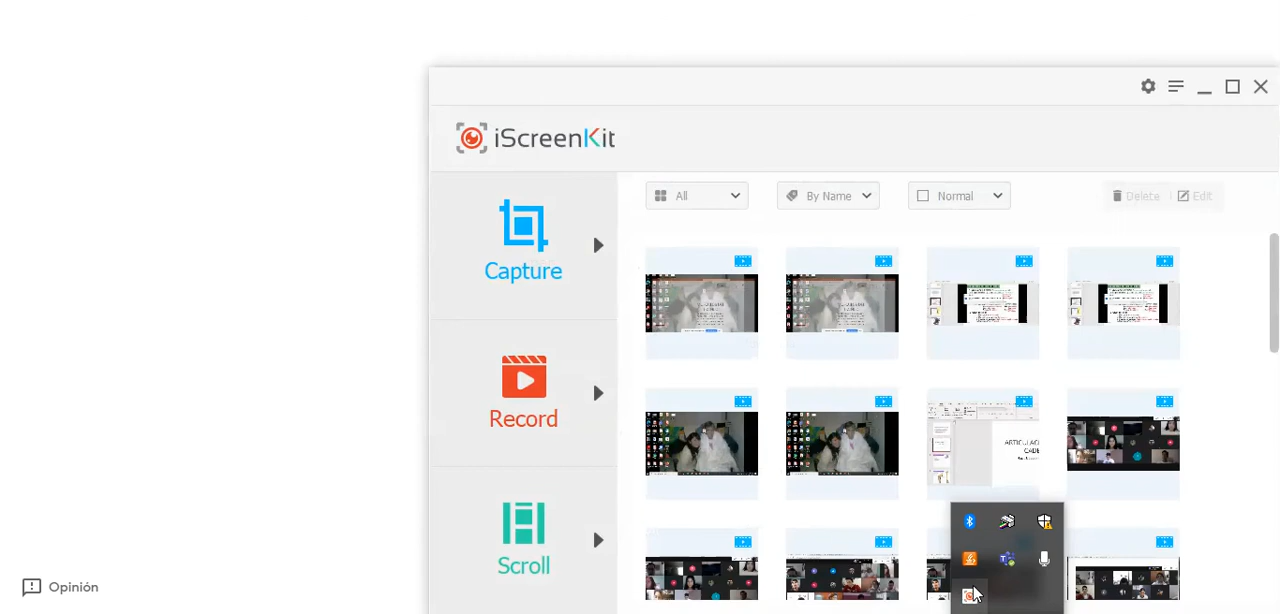 iScreenKit
All
By Name
Normal
Delete
Edit
Capture
Record
Scroll
Opinión